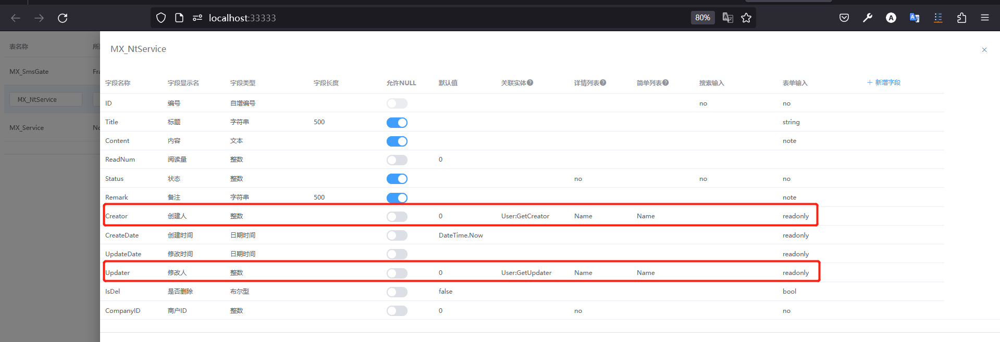 localhost:33333 80%
表名称 所
MX_SmsGate Fra
MX_NtService
MX_Service No
MX_NtService
字段名称 字段显示名 字段类型 字段长度 允许NULL 默认值 关联实体 详情列表 简单列表 搜索输入 表单输入 + 新增字段
ID 编号 自增编号 no no
Title 标题 字符串 500 string
Content 内容 文本 note
ReadNum 阅读量 整数 0
Status 状态 整数 no no no
Remark 备注 字符串 500 note
Creator 创建人 整数 0 User:GetCreator Name Name readonly
CreateDate 创建时间 日期时间 DateTime.Now readonly
UpdateDate 修改时间 日期时间 readonly
Updater 修改人 整数 0 User:GetUpdater Name Name readonly
IsDel 是否删除 布尔型 false bool
CompanyID 商户ID 整数 0 no no